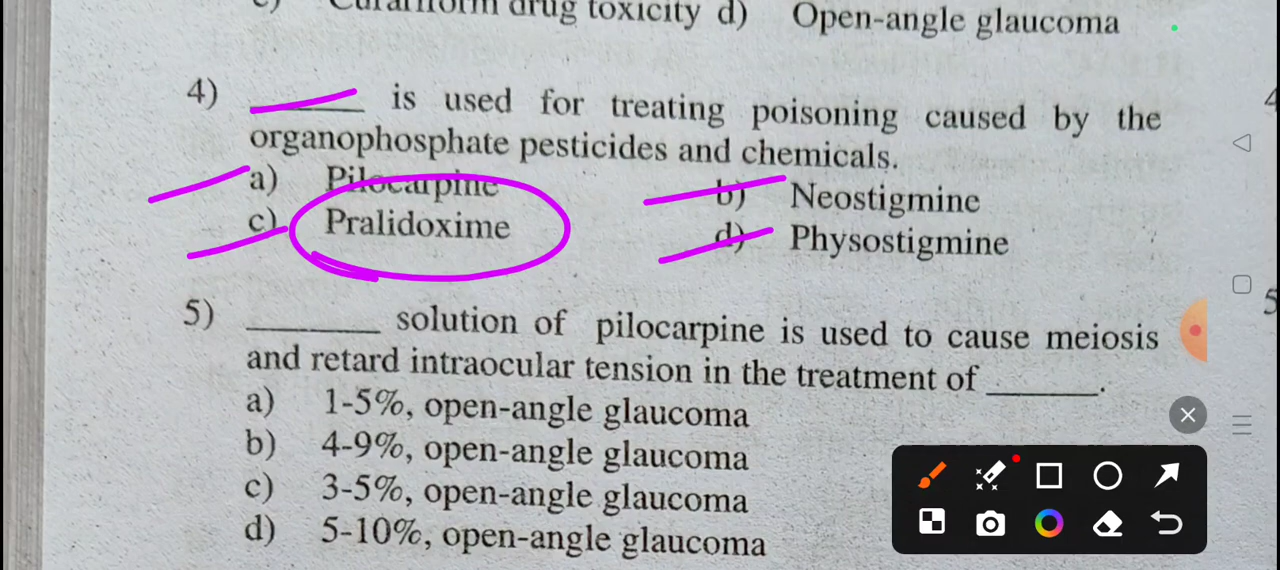 c) Curariform drug toxicity d) Open-angle glaucoma
4) ______ is used for treating poisoning caused by the
organophosphate pesticides and chemicals.
a) Pilocarpine b) Neostigmine
c) Pralidoxime d) Physostigmine
5) ______ solution of pilocarpine is used to cause meiosis
and retard intraocular tension in the treatment of ______.
a) 1-5%, open-angle glaucoma
b) 4-9%, open-angle glaucoma
c) 3-5%, open-angle glaucoma
d) 5-10%, open-angle glaucoma